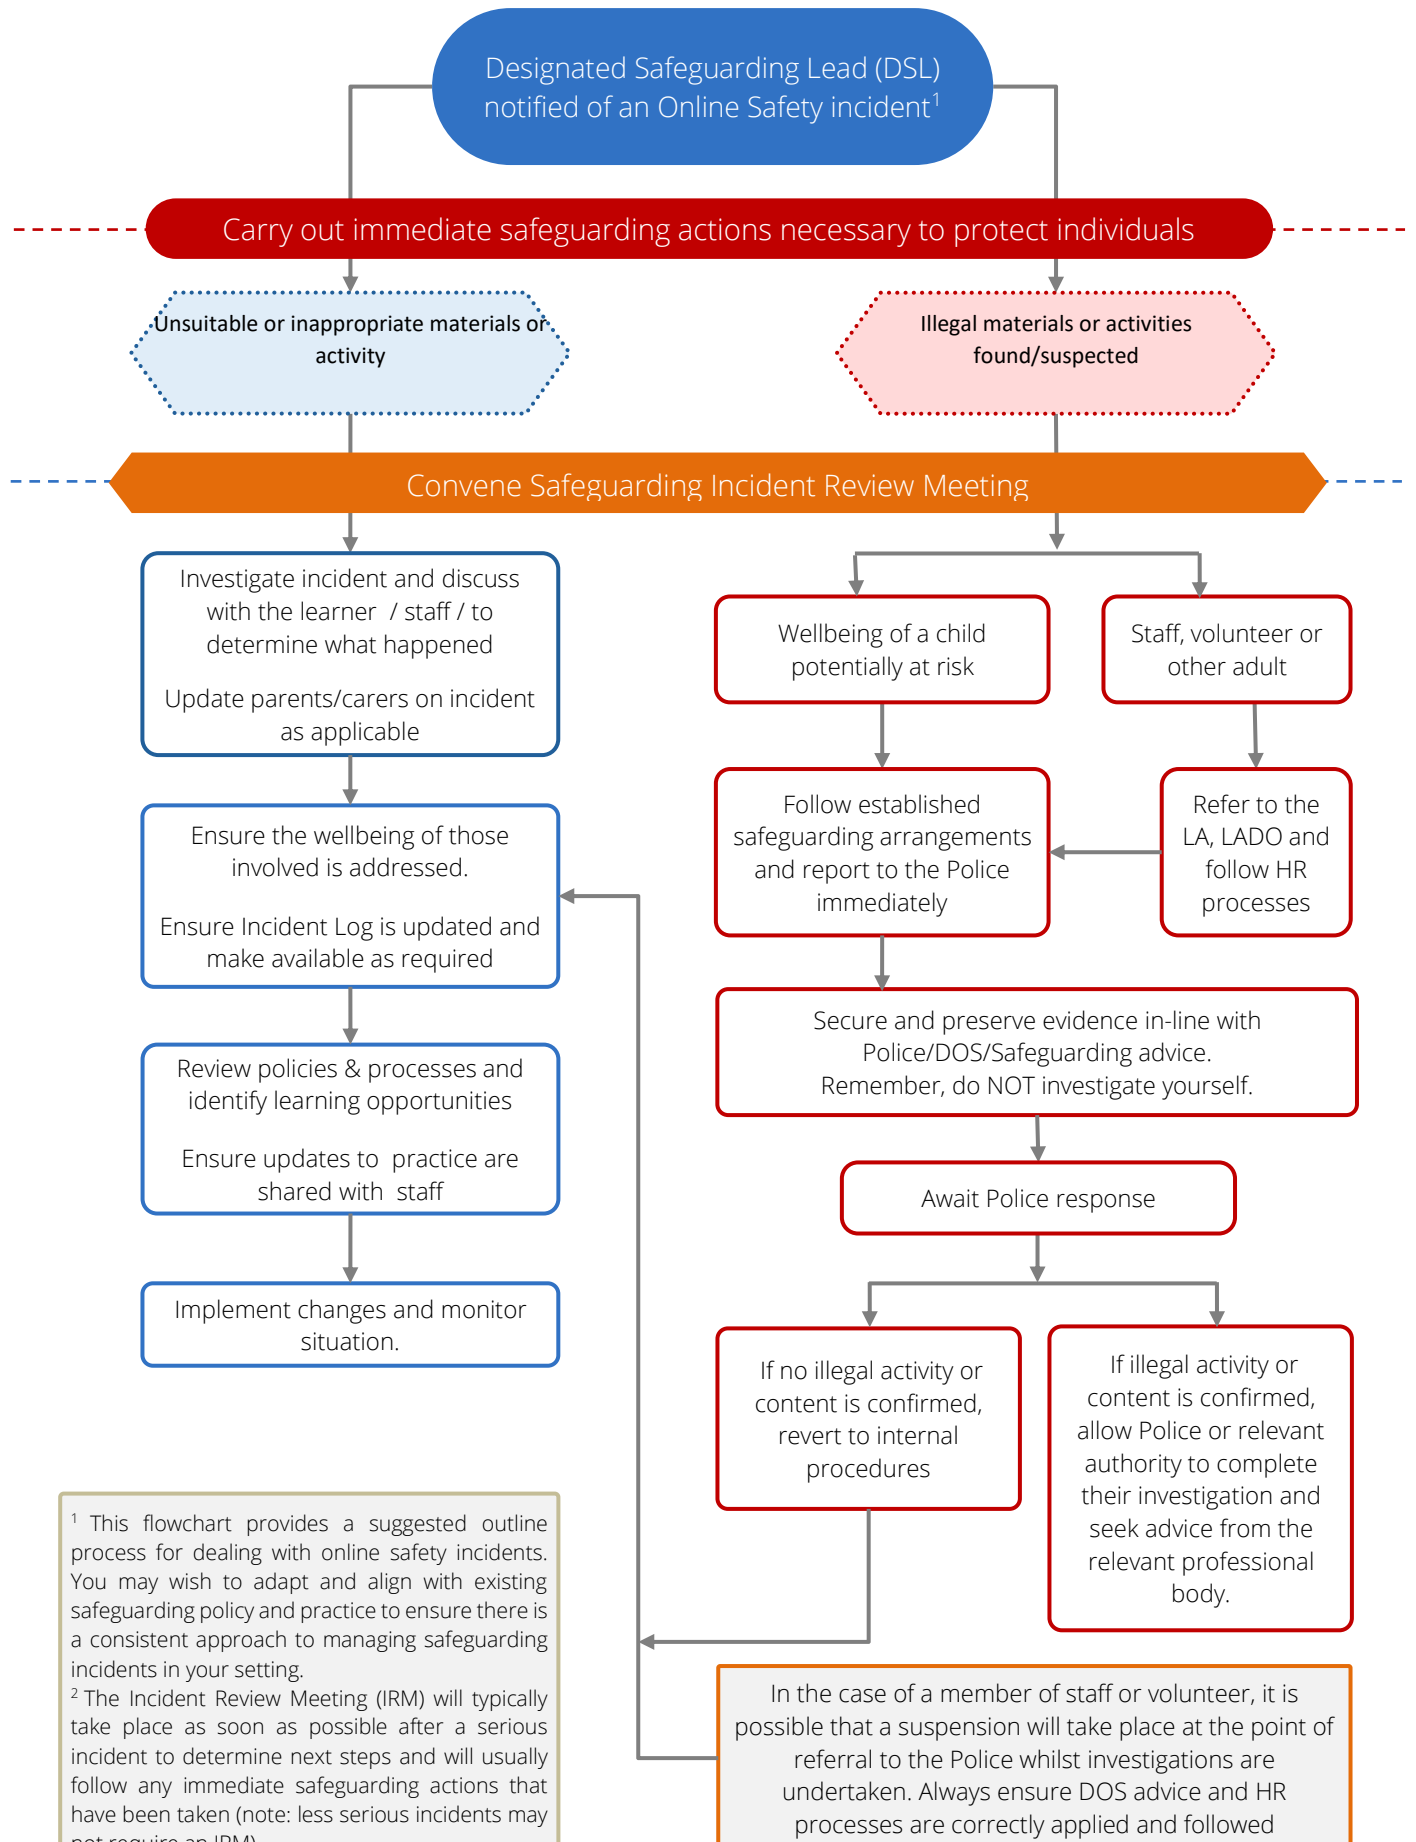 Designated Safeguarding Lead (DSL)
notified of an Online Safety incident1
Carry out immediate safeguarding actions necessary to protect individuals
Unsuitable or inappropriate materials or
activity
Illegal materials or activities
found/suspected
Convene Safeguarding Incident Review Meeting
Investigate incident and discuss
with the learner / staff / to
determine what happened
Update parents/carers on incident
as applicable
Ensure the wellbeing of those
involved is addressed.
Ensure Incident Log is updated and
make available as required
Review policies & processes and
identify learning opportunities
Ensure updates to practice are
shared with staff
Implement changes and monitor
situation.
Wellbeing of a child
potentially at risk
Staff, volunteer or
other adult
Follow established
safeguarding arrangements
and report to the Police
immediately
Refer to the
LA, LADO and
follow HR
processes
Secure and preserve evidence in-line with
Police/DOS/Safeguarding advice.
Remember, do NOT investigate yourself.
Await Police response
If no illegal activity or
content is confirmed,
revert to internal
procedures
If illegal activity or
content is confirmed,
allow Police or relevant
authority to complete
their investigation and
seek advice from the
relevant professional
body.
1 This flowchart provides a suggested outline
process for dealing with online safety incidents.
You may wish to adapt and align with existing
safeguarding policy and practice to ensure there is
a consistent approach to managing safeguarding
incidents in your setting.
2 The Incident Review Meeting (IRM) will typically
take place as soon as possible after a serious
incident to determine next steps and will usually
follow any immediate safeguarding actions that
have been taken (note: less serious incidents may
not require an IRM)
In the case of a member of staff or volunteer, it is
possible that a suspension will take place at the point of
referral to the Police whilst investigations are
undertaken. Always ensure DOS advice and HR
processes are correctly applied and followed